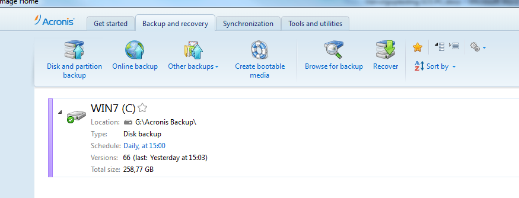 mage Home
Acronis
Get started
Backup and recovery
Synchronization
Tools and utilities
Disk and partition
backup
Online backup
Other backups
Create bootable
media
Browse for backup
Recover
Sort by
WIN7 (C)
Location: G:\Acronis Backup\
Type: Disk backup
Schedule: Daily, at 15:00
Versions: 66 (last: Yesterday at 15:03)
Total size: 258,77 GB